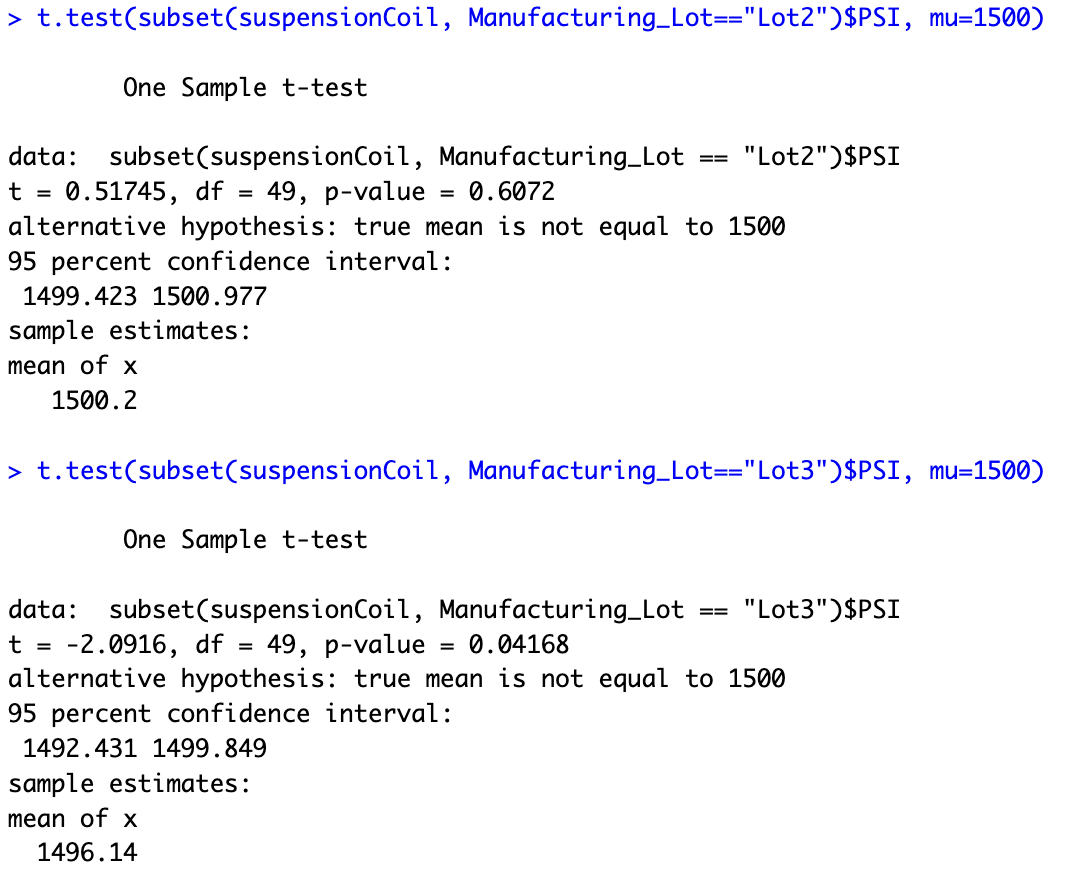 > t.test(subset(suspensionCoil, Manufacturing_Lot=="Lot2")$PSI, mu=1500)
One Sample t-test
data:  subset(suspensionCoil, Manufacturing_Lot == "Lot2")$PSI
t = 0.51745, df = 49, p-value = 0.6072
alternative hypothesis: true mean is not equal to 1500
95 percent confidence interval:
 1499.423 1500.977
sample estimates:
mean of x
   1500.2
> t.test(subset(suspensionCoil, Manufacturing_Lot=="Lot3")$PSI, mu=1500)
One Sample t-test
data:  subset(suspensionCoil, Manufacturing_Lot == "Lot3")$PSI
t = -2.0916, df = 49, p-value = 0.04168
alternative hypothesis: true mean is not equal to 1500
95 percent confidence interval:
 1492.431 1499.849
sample estimates:
mean of x
  1496.14